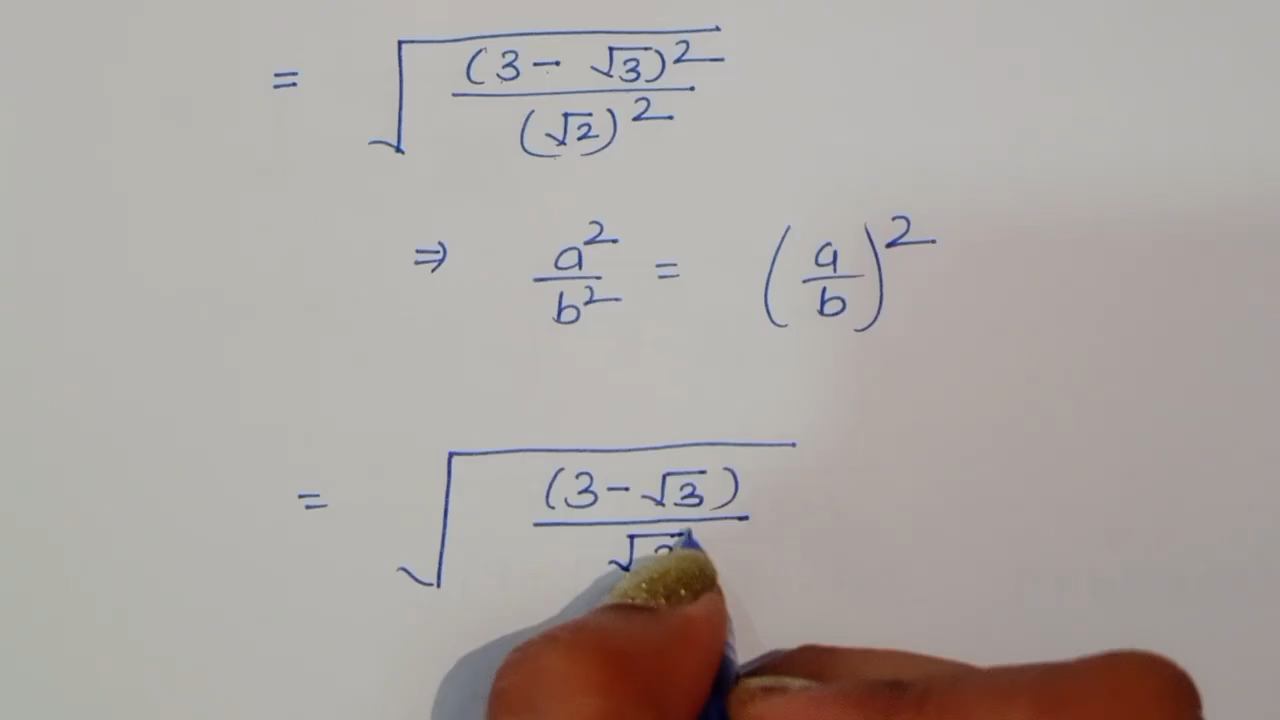 = √((3 - √3)² / (√2)²)
⇒ a²/b² = (a/b)²
= √((3 - √3) / √